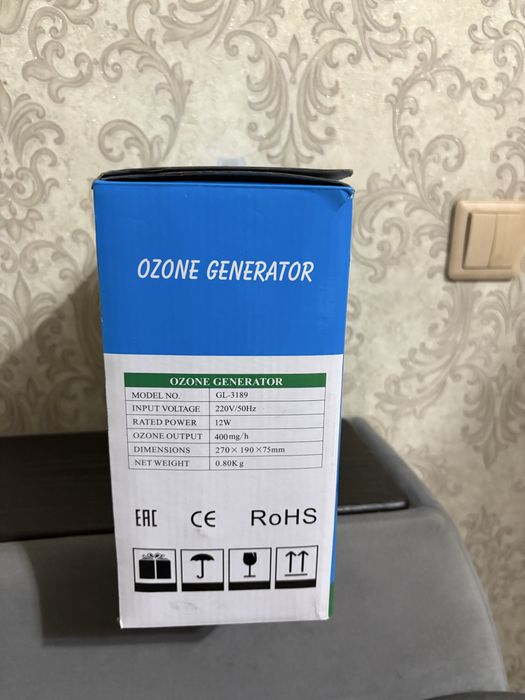 OZONE GENERATOR
OZONE GENERATOR
MODEL NO. GL-3189
INPUT VOLTAGE 220V/50Hz
RATED POWER 12W
OZONE OUTPUT 400mg/h
DIMENSIONS 270×190×75mm
NET WEIGHT 0.80Kg
EAC CE RoHS